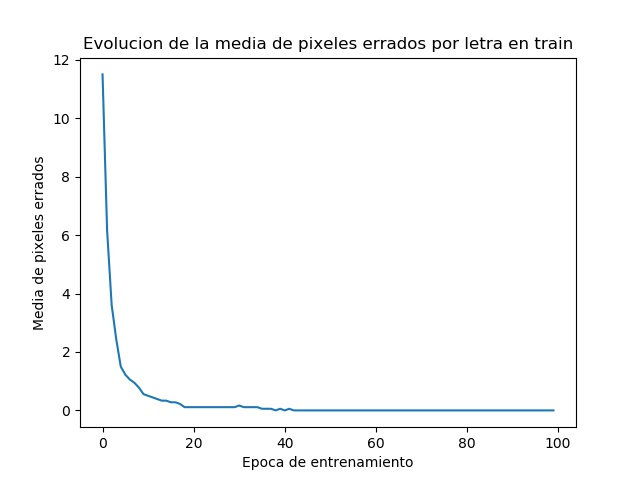 Evolucion de la media de pixeles errados por letra en train
12
10
8
6
4
2
0
Media de pixeles errados
0 20 40 60 80 100
Epoca de entrenamiento